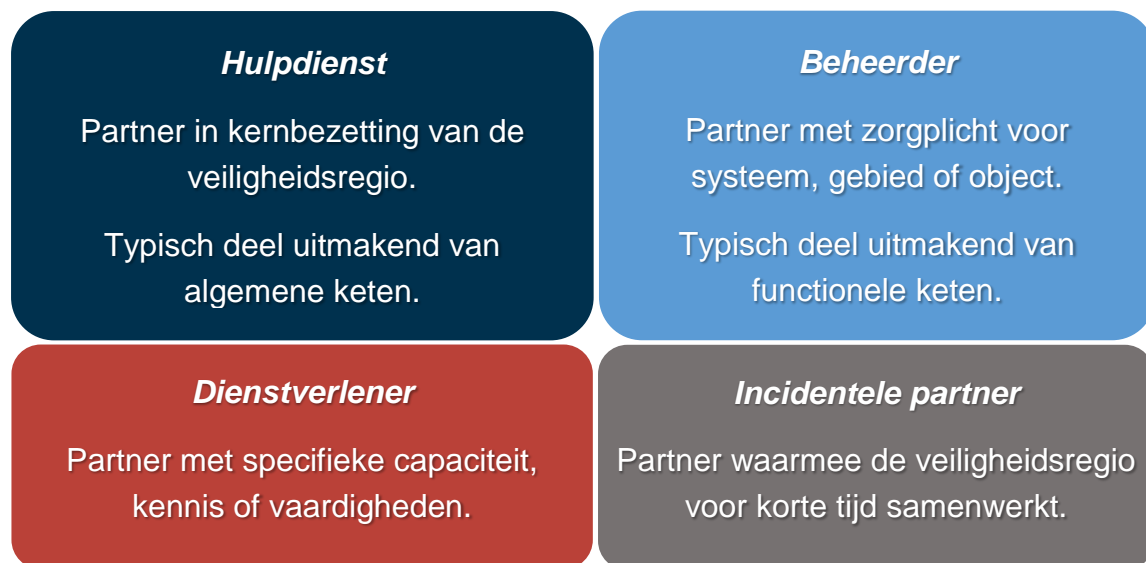 Hulpdienst
Partner in kernbezetting van de
veiligheidsregio.
Typisch deel uitmakend van
algemene keten.
Beheerder
Partner met zorgplicht voor
systeem, gebied of object.
Typisch deel uitmakend van
functionele keten.
Dienstverlener
Partner met specifieke capaciteit,
kennis of vaardigheden.
Incidentele partner
Partner waarmee de veiligheidsregio
voor korte tijd samenwerkt.